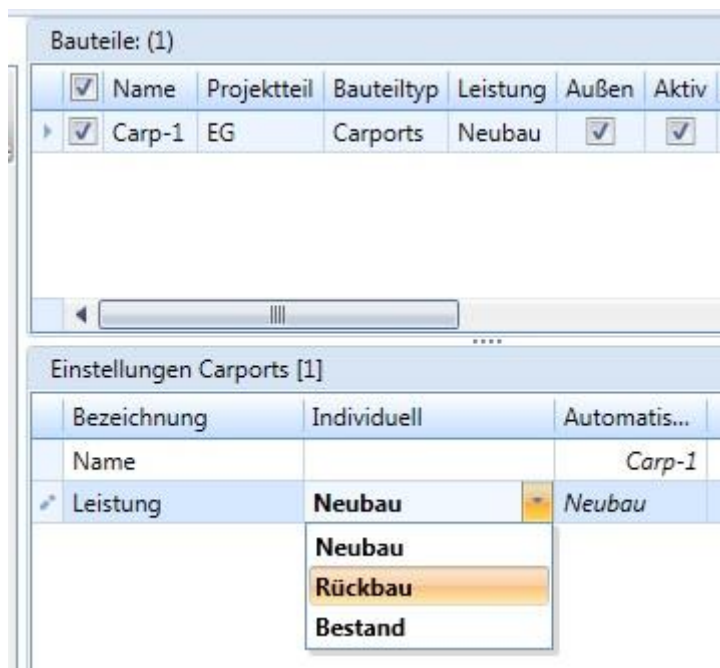 Bauteile: (1)
Name Projektteil Bauteiltyp Leistung Außen Aktiv
Carp-1 EG Carports Neubau
Einstellungen Carports [1]
Bezeichnung Individuell Automatis...
Name Carp-1
Leistung Neubau Neubau
Neubau
Rückbau
Bestand